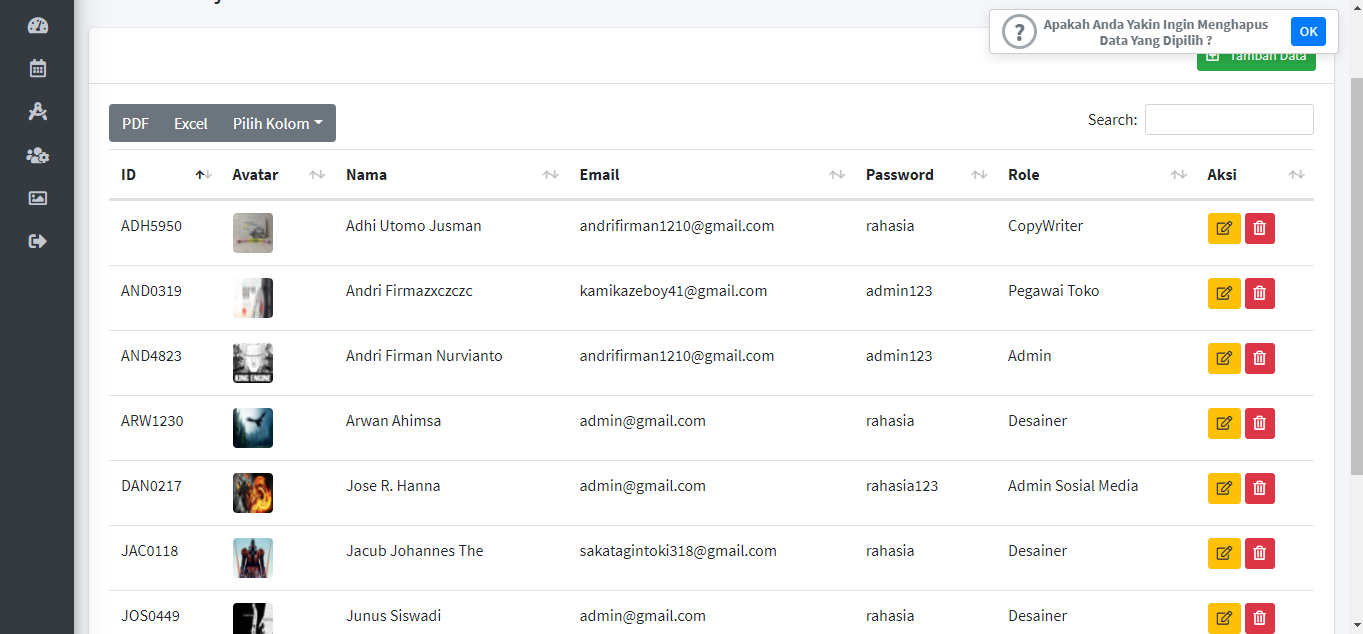 Apakah Anda Yakin Ingin Menghapus
Data Yang Dipilih ?
OK
Tambah Data
PDF Excel Pilih Kolom
Search:
ID Avatar Nama Email Password Role Aksi
ADH5950 Adhi Utomo Jusman andrifirman1210@gmail.com rahasia CopyWriter
AND0319 Andri Firmazxczczc kamikazeboy41@gmail.com admin123 Pegawai Toko
AND4823 Andri Firman Nurvianto andrifirman1210@gmail.com admin123 Admin
ARW1230 Arwan Ahimsa admin@gmail.com rahasia Desainer
DAN0217 Jose R. Hanna admin@gmail.com rahasia123 Admin Sosial Media
JAC0118 Jacub Johannes The sakatagintoki318@gmail.com rahasia Desainer
JOS0449 Junus Siswadi admin@gmail.com rahasia Desainer